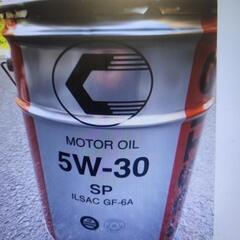 MOTOR OIL
5W-30
SP
ILSAC GF-6A